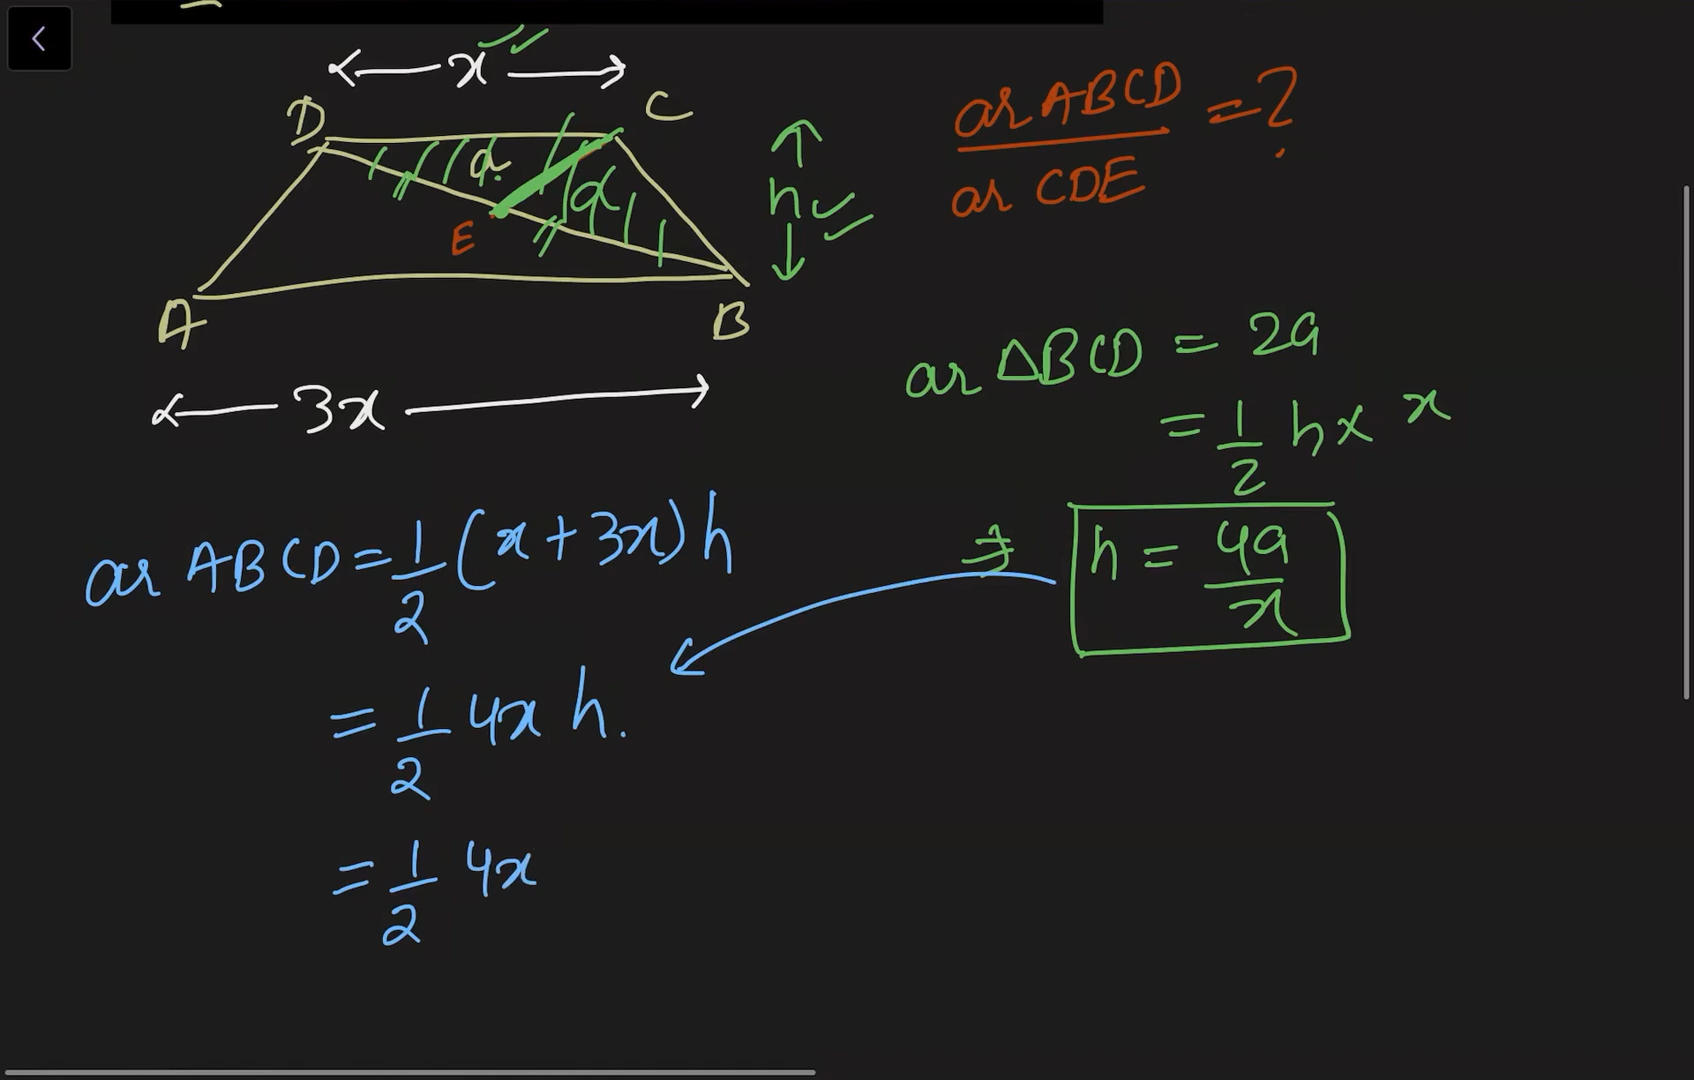 x
D
C
a
a
E
h
A
B
3x
ar ABCD / ar CDE = ?
ar ΔBCD = 2a
= 1/2 h × x
⇒ h = 4a/x
ar ABCD = 1/2 (x + 3x) h
= 1/2 4x h.
= 1/2 4x